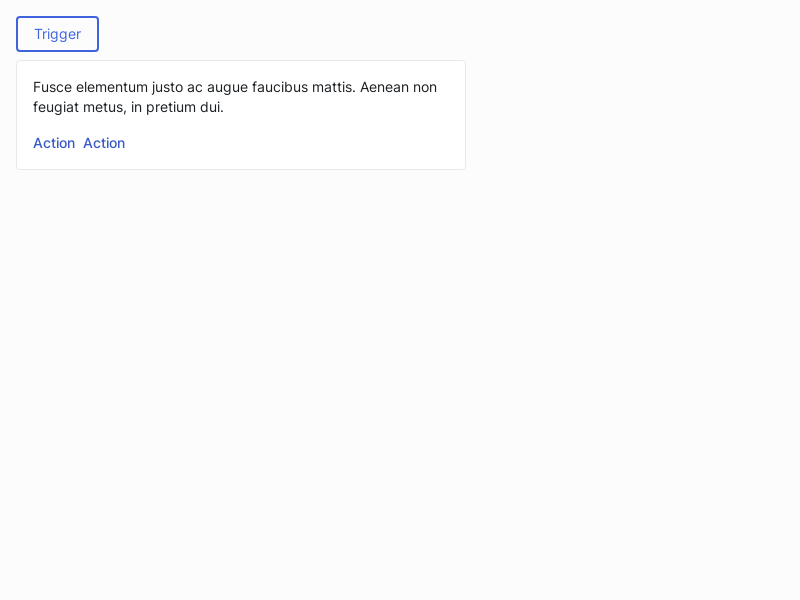 Trigger
Fusce elementum justo ac augue faucibus mattis. Aenean non
feugiat metus, in pretium dui.
Action Action